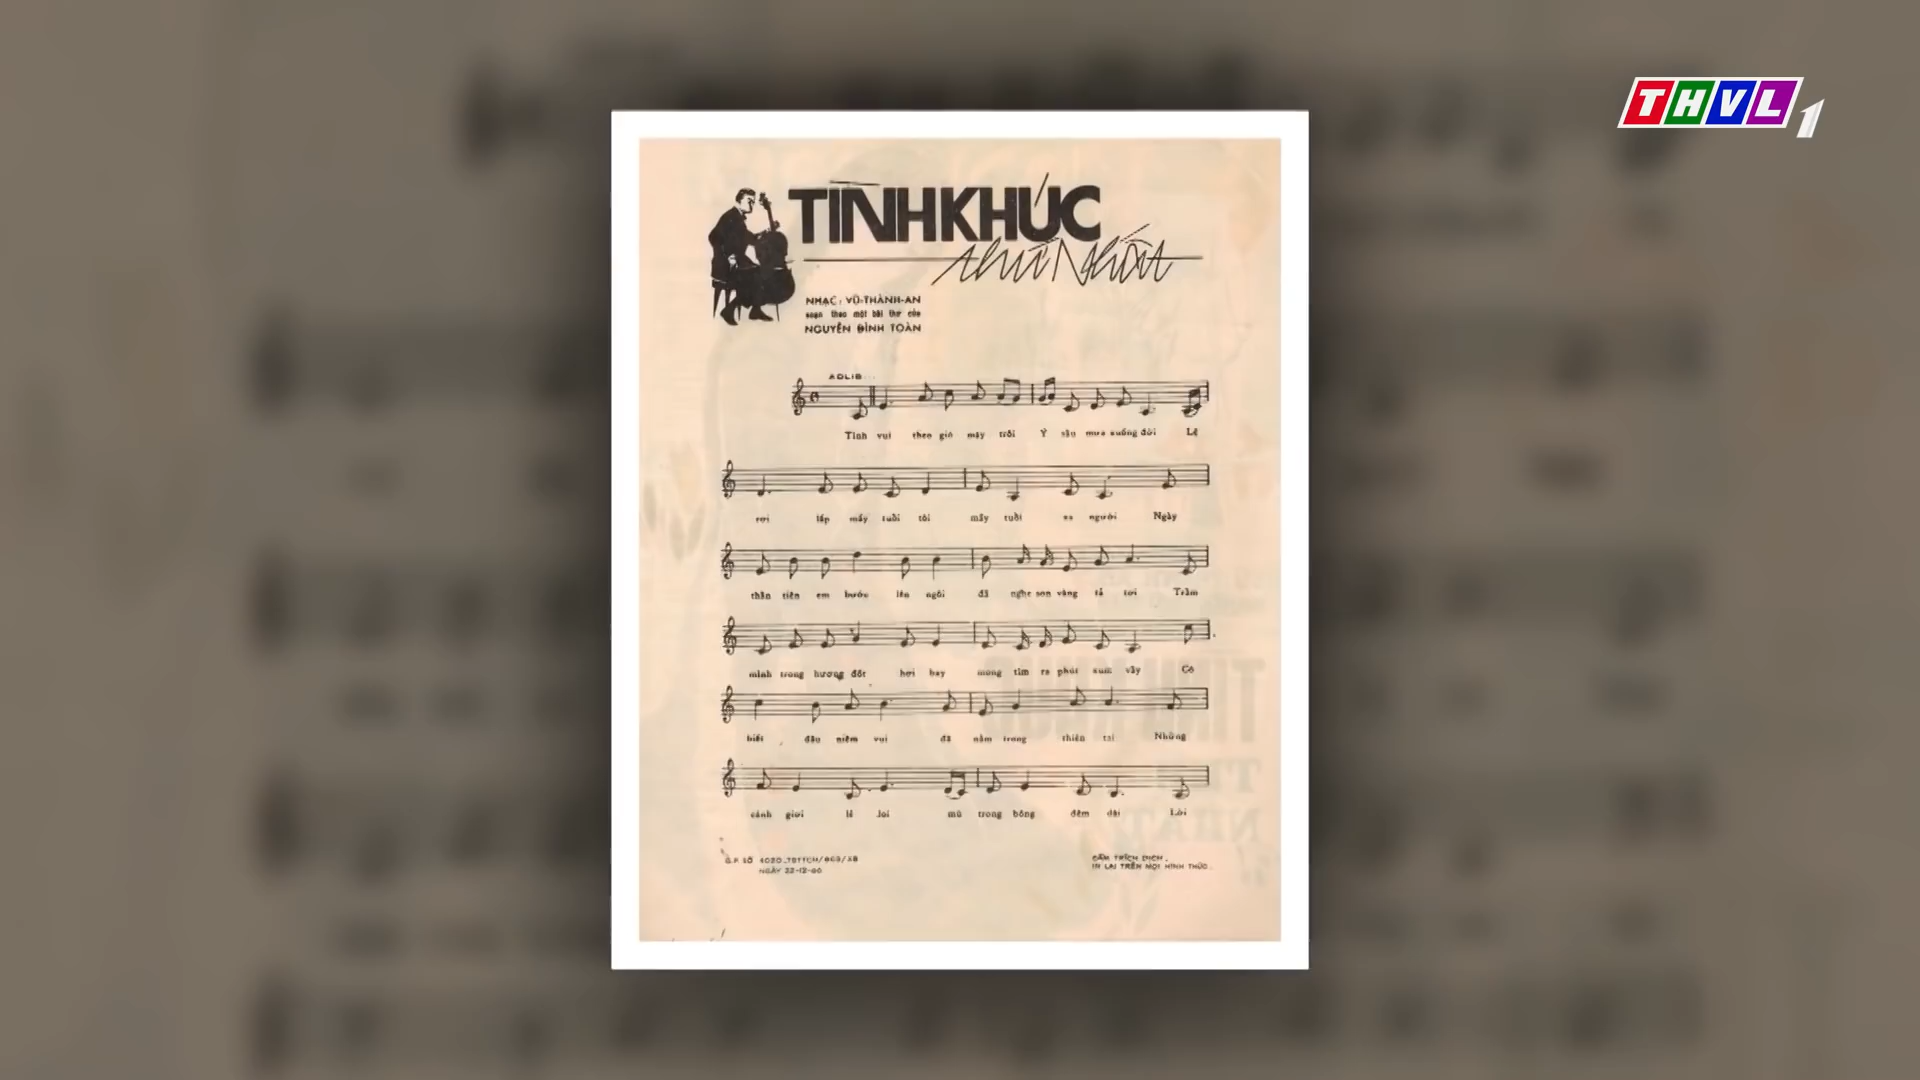 THVL 1
TÌNH KHÚC
thứ Nhất
NHẠC: VŨ-THÀNH-AN
soạn theo một bài thơ của
NGUYỄN ĐÌNH TOÀN
ADLIB
Tình vui theo gió mây trôi Ý sầu mưa xuống đời Lệ
rơi lấp mấy tuổi tôi mấy tuổi xa người Ngày
thần tiên em bước lên ngôi đã nghe son vàng tả tơi Trầm
mình trong hương đốt hơi bay mong tìm ra phút sum vầy Có
biết đâu niềm vui đã nằm trong thiên tai Những
cánh giơi lẻ loi mù trong bóng đêm dài Lời
CẤM TRÍCH DỊCH
IN LẠI TRÊN MỌI HÌNH THỨC